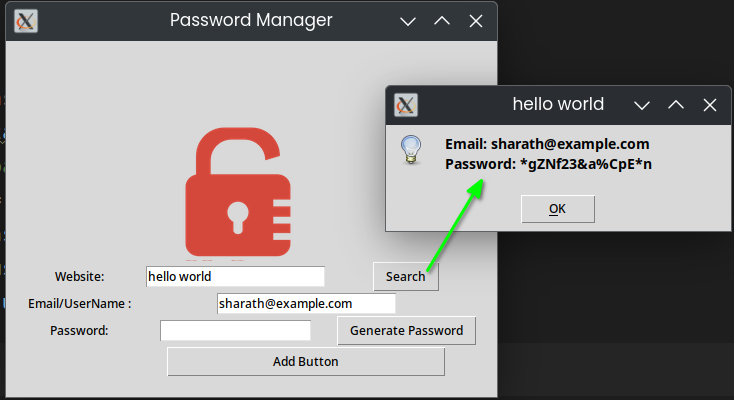 Password Manager
hello world
Email: sharath@example.com
Password: *gZNf23&a%CpE*n
OK
Website:
hello world
Search
Email/UserName :
sharath@example.com
Password:
Generate Password
Add Button